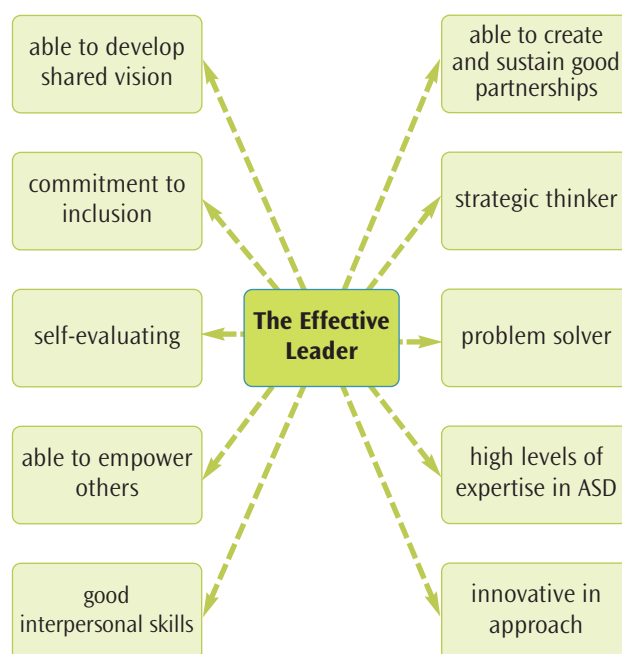 able to develop
shared vision
able to create
and sustain good
partnerships
commitment to
inclusion
strategic thinker
The Effective
Leader
self-evaluating
problem solver
able to empower
others
high levels of
expertise in ASD
good
interpersonal skills
innovative in
approach